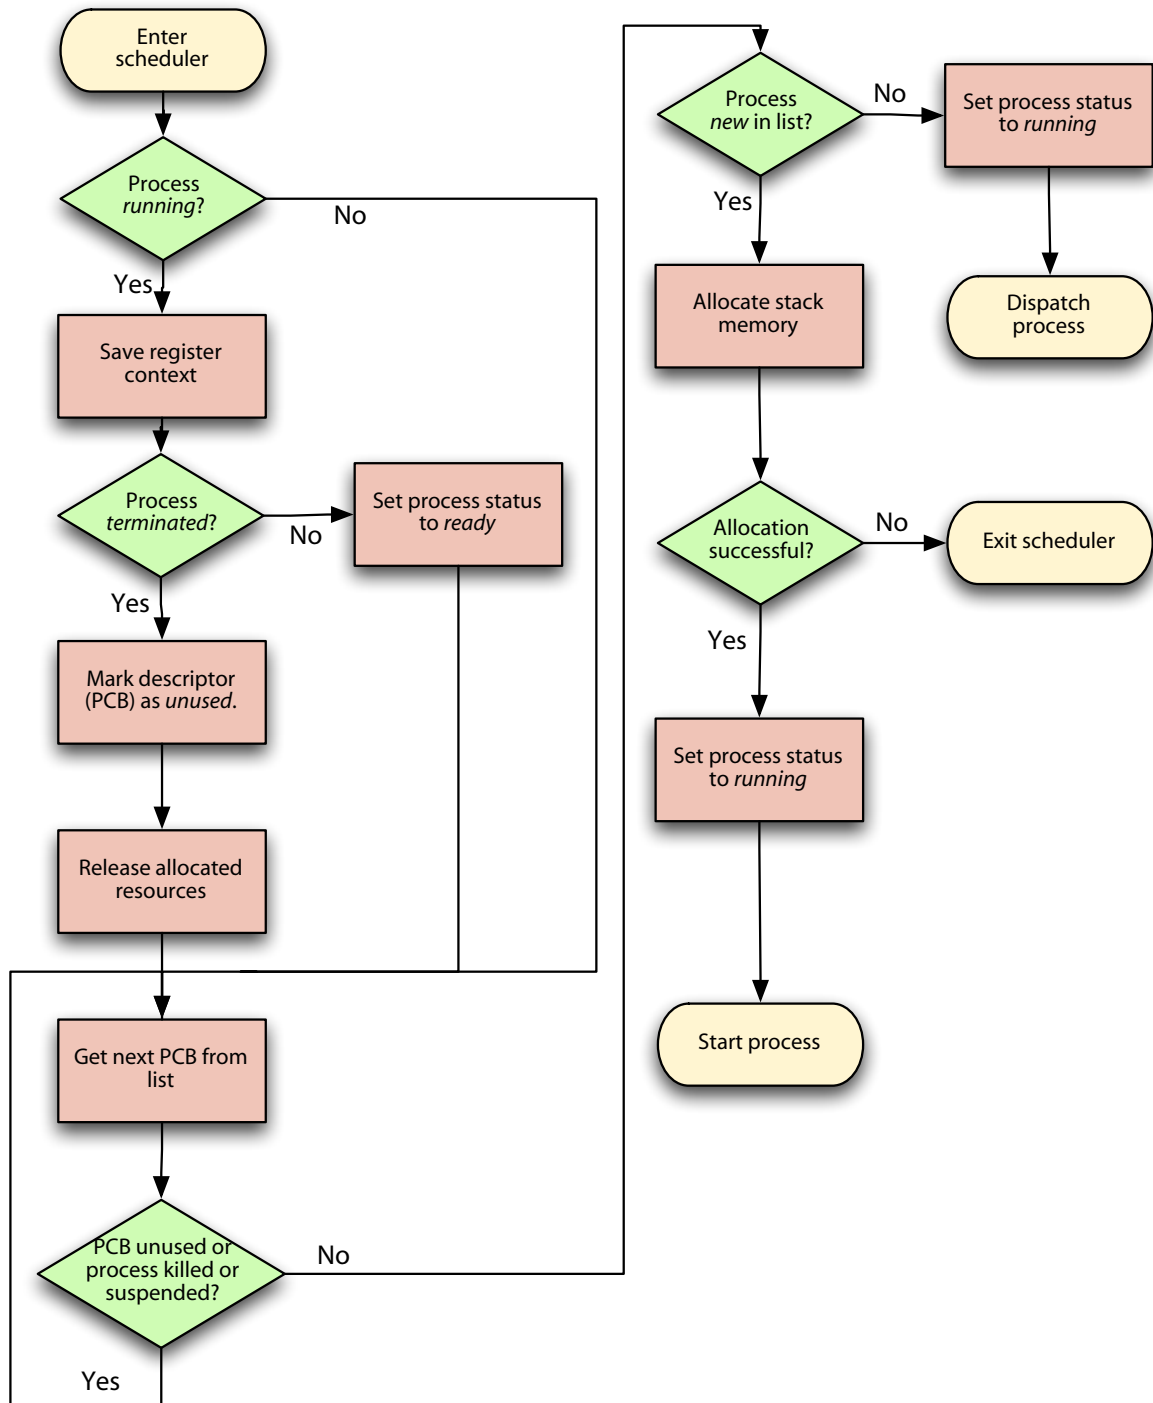 Enter
scheduler
Process
running?
No
Yes
Save register
context
Process
terminated?
No
Set process status
to ready
Yes
Mark descriptor
(PCB) as unused.
Release allocated
resources
Get next PCB from
list
PCB unused or
process killed or
suspended?
No
Yes
Process
new in list?
No
Set process status
to running
Yes
Dispatch
process
Allocate stack
memory
Allocation
successful?
No
Exit scheduler
Yes
Set process status
to running
Start process